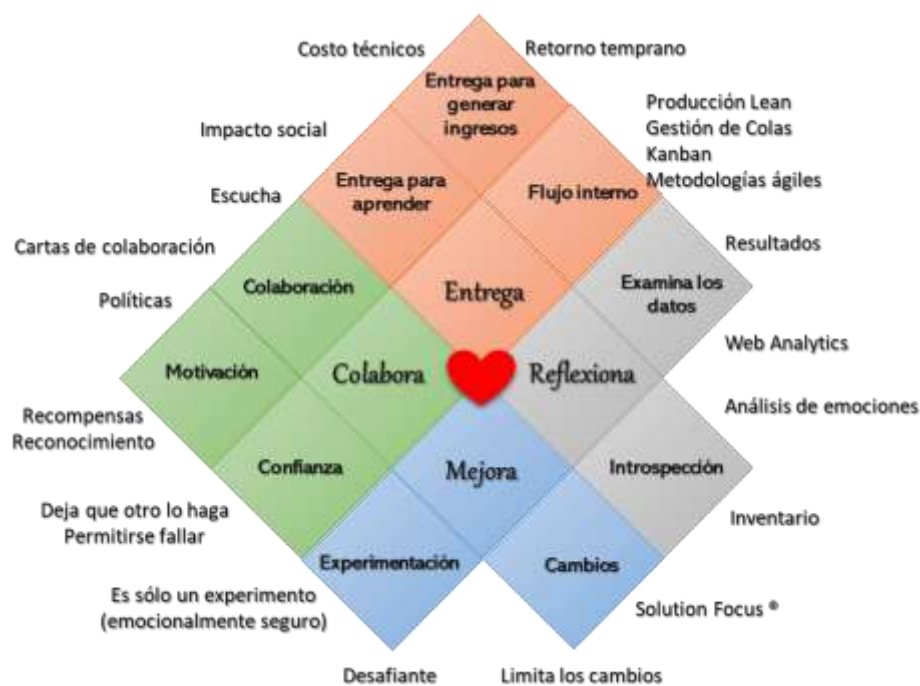 Costo técnicos
Retorno temprano
Entrega para
generar
ingresos
Producción Lean
Gestión de Colas
Kanban
Metodologías ágiles
Impacto social
Entrega para
aprender
Flujo interno
Escucha
Resultados
Cartas de colaboración
Colaboración
Entrega
Examina los
datos
Políticas
Web Analytics
Motivación
Colabora
Reflexiona
Análisis de emociones
Recompensas
Reconocimiento
Confianza
Mejora
Introspección
Deja que otro lo haga
Permitirse fallar
Inventario
Experimentación
Cambios
Es sólo un experimento
(emocionalmente seguro)
Solution Focus ®
Desafiante
Limita los cambios